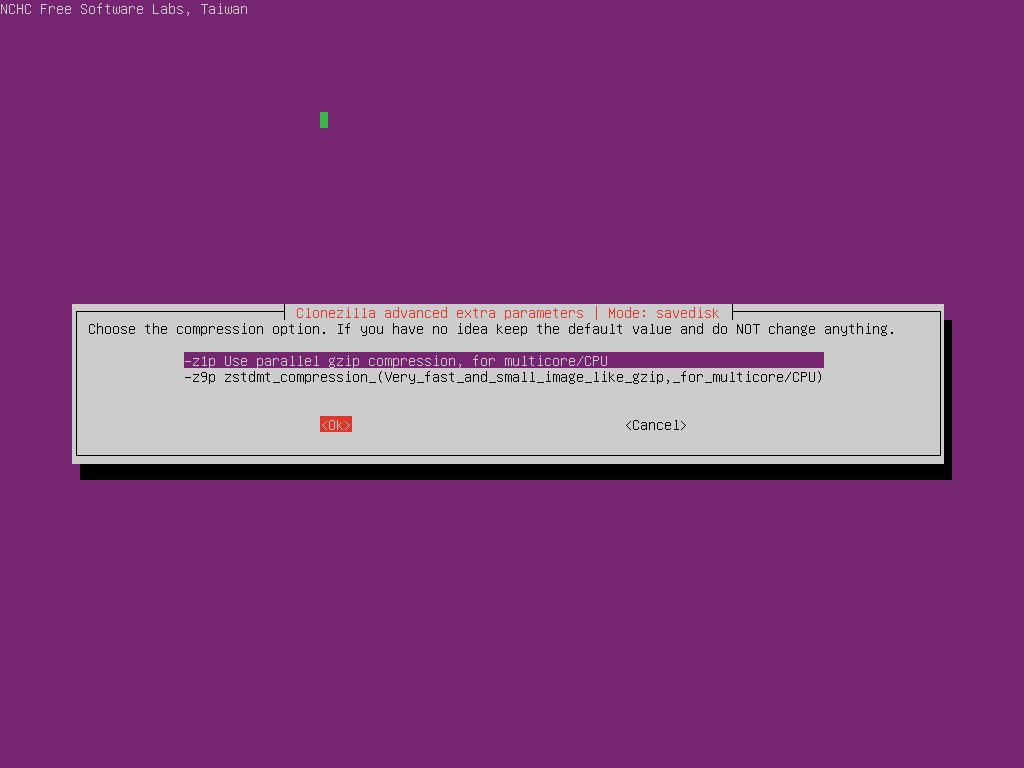 NCHC Free Software Labs, Taiwan
Clonezilla advanced extra parameters | Mode: savedisk
Choose the compression option. If you have no idea keep the default value and do NOT change anything.
-z1p Use parallel gzip compression, for multicore/CPU
-z9p zstdmt_compression_(Very_fast_and_small_image_like_gzip,_for_multicore/CPU)
<Ok> <Cancel>